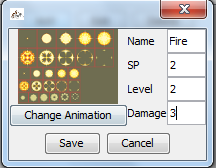 Name Fire
SP 2
Level 2
Change Animation Damage 3
Save Cancel